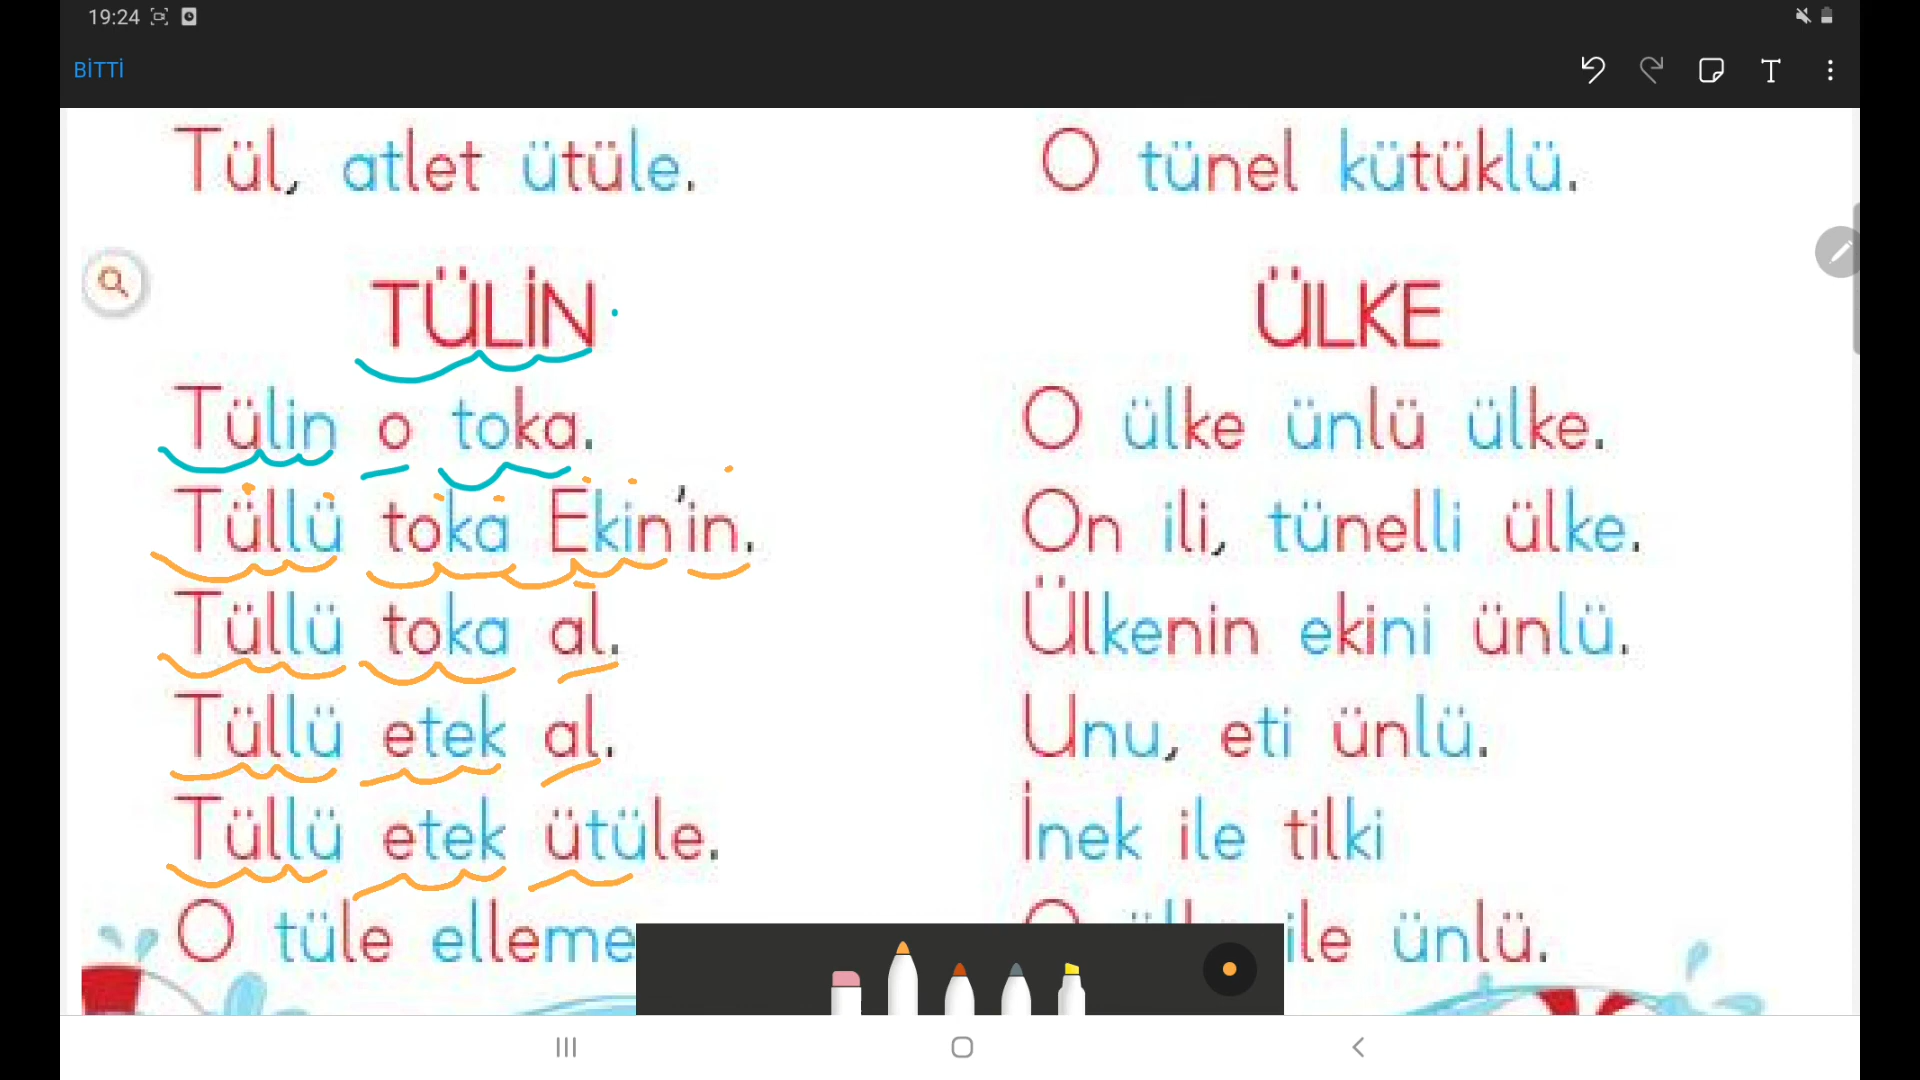 19:24
BİTTİ
Tül, atlet ütüle.
TÜLİN
Tülin o toka.
Tüllü toka Ekin'in.
Tüllü toka al.
Tüllü etek al.
Tüllü etek ütüle.
O tüle elleme
O tünel kütüklü.
ÜLKE
O ülke ünlü ülke.
On ili, tünelli ülke.
Ülkenin ekini ünlü.
Unu, eti ünlü.
İnek ile tilki
ile ünlü.